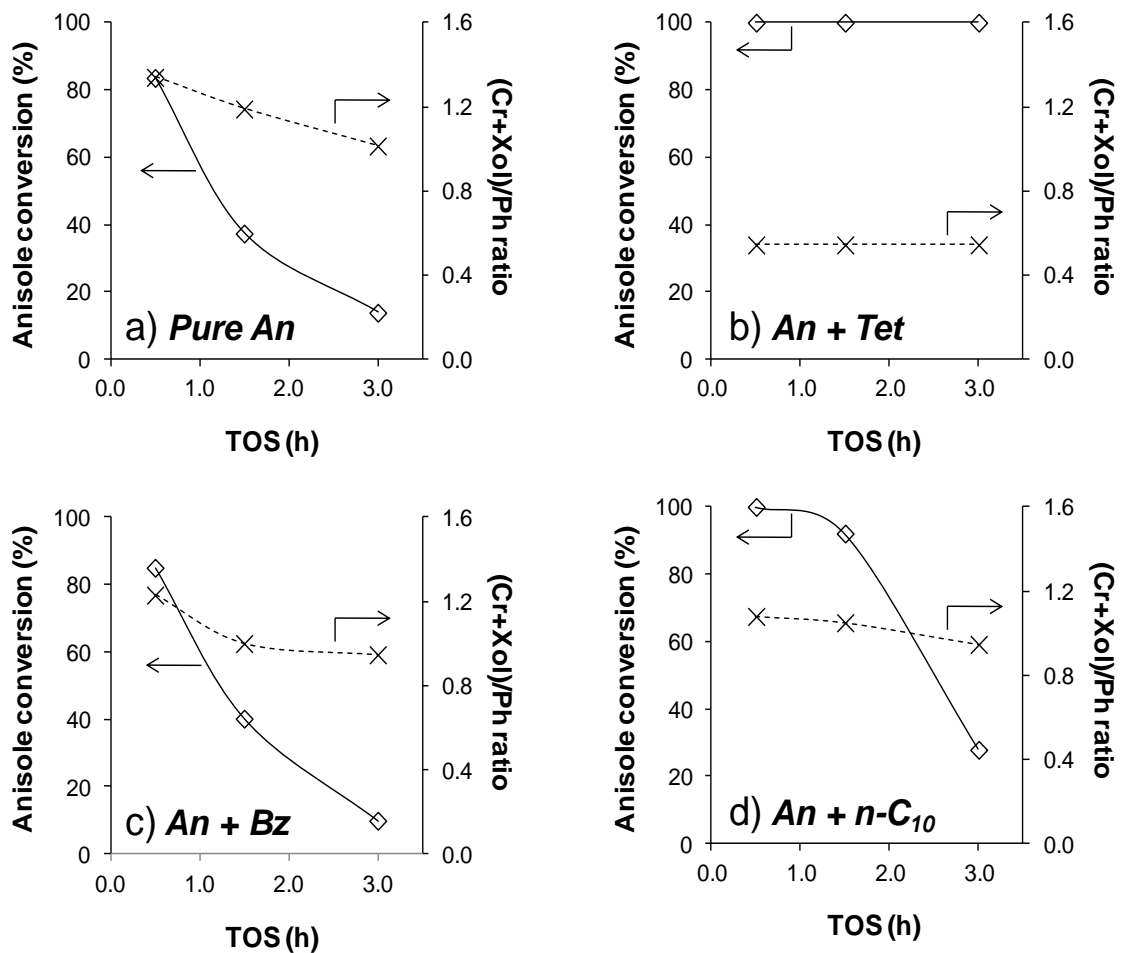 100
80
60
40
20
0
Anisole conversion (%)
1.6
1.2
0.8
0.4
0.0
(Cr+Xol)/Ph ratio
a) Pure An
0.0 1.0 2.0 3.0
TOS (h)
100
80
60
40
20
0
Anisole conversion (%)
1.6
1.2
0.8
0.4
0.0
(Cr+Xol)/Ph ratio
b) An + Tet
0.0 1.0 2.0 3.0
TOS (h)
100
80
60
40
20
0
Anisole conversion (%)
1.6
1.2
0.8
0.4
0.0
(Cr+Xol)/Ph ratio
c) An + Bz
0.0 1.0 2.0 3.0
TOS (h)
100
80
60
40
20
0
Anisole conversion (%)
1.6
1.2
0.8
0.4
0.0
(Cr+Xol)/Ph ratio
d) An + n-C₁₀
0.0 1.0 2.0 3.0
TOS (h)